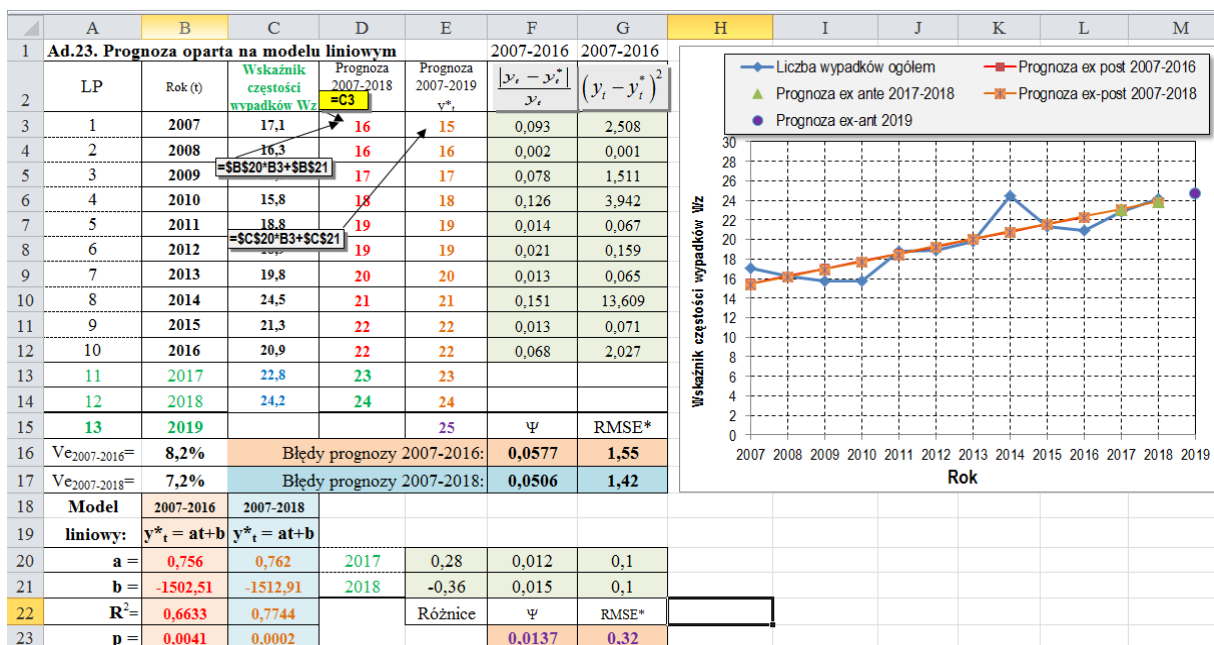 A B C D E F G H I J K L M
1 Ad.23. Prognoza oparta na modelu liniowym 2007-2016 2007-2016
2 LP Rok (t) Wskaźnik częstości wypadków Wz Prognoza 2007-2018 Prognoza 2007-2019 y*t |yt − y*t| / yt (yt − y*t)²
=C3
3 1 2007 17,1 16 15 0,093 2,508
4 2 2008 16,3 16 16 0,002 0,001
=$B$20*B3+$B$21
5 3 2009 17 17 0,078 1,511
6 4 2010 15,8 18 18 0,126 3,942
7 5 2011 18,8 19 19 0,014 0,067
=$C$20*B3+$C$21
8 6 2012 19 19 0,021 0,159
9 7 2013 19,8 20 20 0,013 0,065
10 8 2014 24,5 21 21 0,151 13,609
11 9 2015 21,3 22 22 0,013 0,071
12 10 2016 20,9 22 22 0,068 2,027
13 11 2017 22,8 23 23
14 12 2018 24,2 24 24
15 13 2019 25 Ψ RMSE*
16 Ve2007-2016= 8,2% Błędy prognozy 2007-2016: 0,0577 1,55
17 Ve2007-2018= 7,2% Błędy prognozy 2007-2018: 0,0506 1,42
18 Model 2007-2016 2007-2018
19 liniowy: y*t = at+b y*t = at+b
20 a = 0,756 0,762 2017 0,28 0,012 0,1
21 b = -1502,51 -1512,91 2018 -0,36 0,015 0,1
22 R²= 0,6633 0,7744 Różnice Ψ RMSE*
23 p = 0,0041 0,0002 0,0137 0,32
Liczba wypadków ogółem Prognoza ex post 2007-2016
Prognoza ex ante 2017-2018 Prognoza ex-post 2007-2018
Prognoza ex-ant 2019
Wskaźnik częstości wypadków Wz
30
28
26
24
22
20
18
16
14
12
10
8
6
4
2
0
2007 2008 2009 2010 2011 2012 2013 2014 2015 2016 2017 2018 2019
Rok